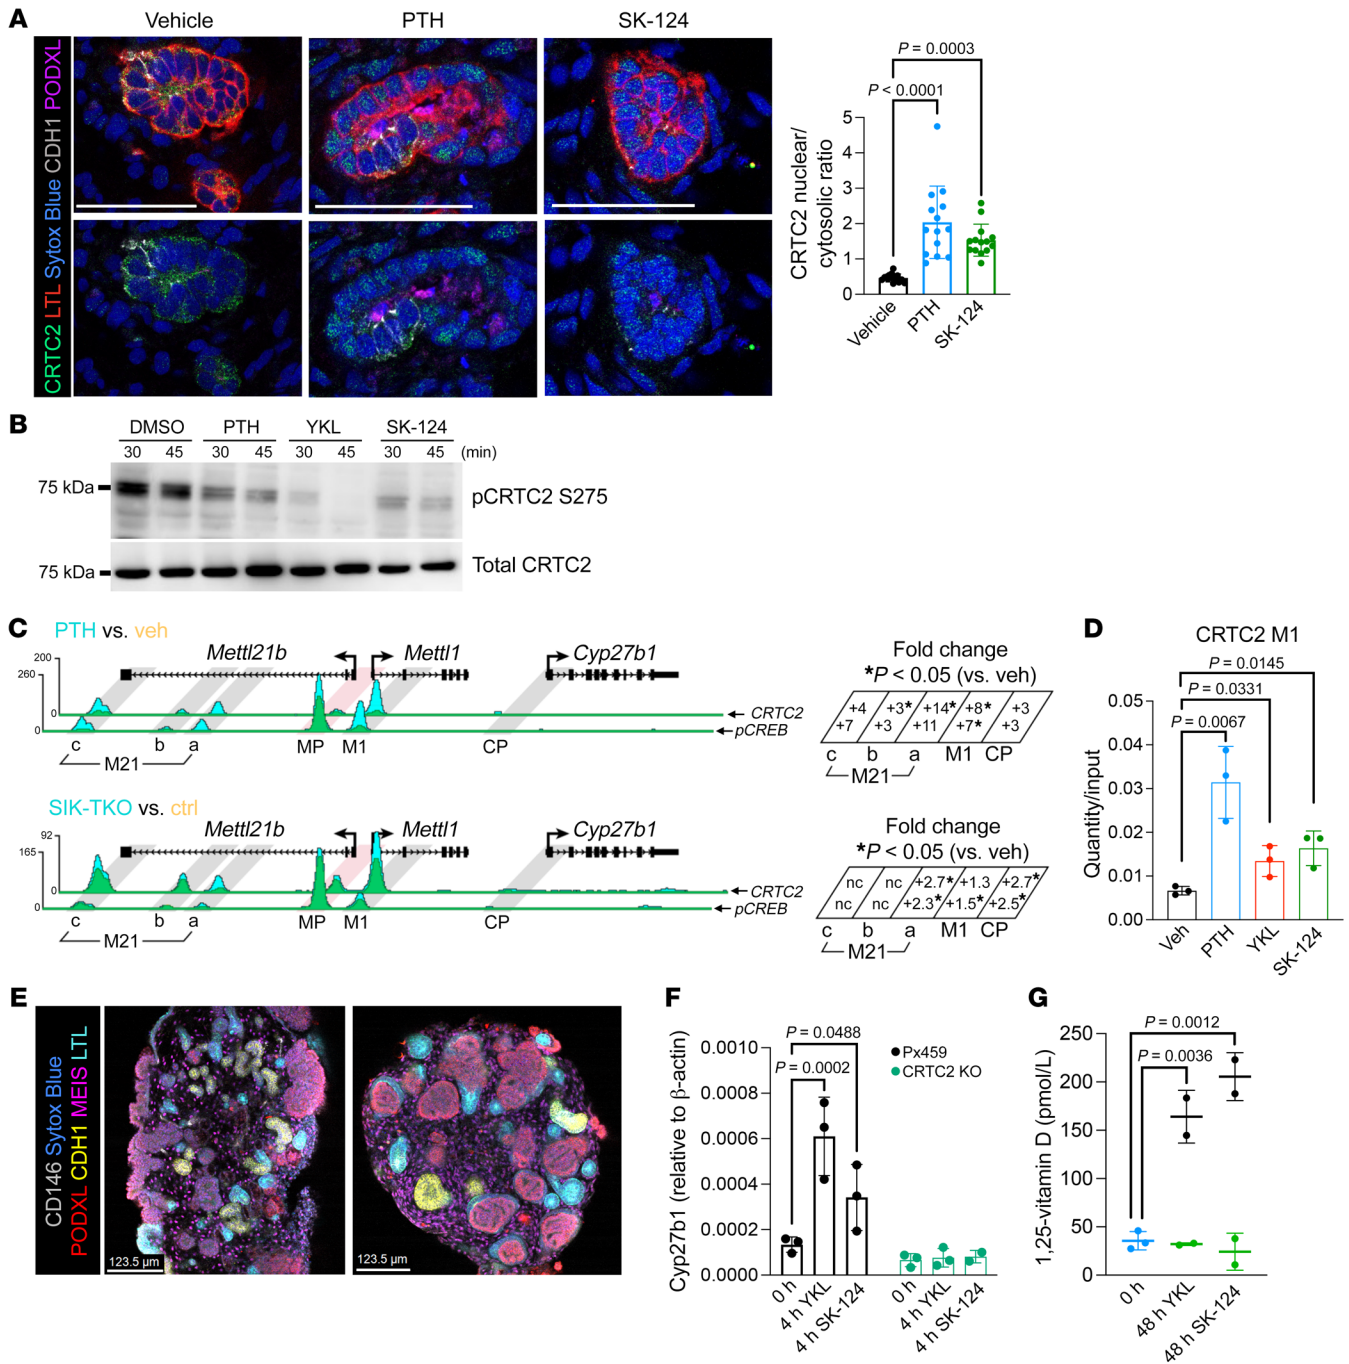 A
Vehicle
PTH
SK-124
CRTC2 LTL Sytox Blue CDH1 PODXL
P = 0.0003
P < 0.0001
CRTC2 nuclear/
cytosolic ratio
5
4
3
2
1
0
Vehicle
PTH
SK-124
B
DMSO PTH YKL SK-124
30 45 30 45 30 45 30 45 (min)
75 kDa
pCRTC2 S275
75 kDa
Total CRTC2
C
PTH vs. veh
200
260
0
0
Mettl21b
Mettl1
Cyp27b1
CRTC2
pCREB
c b a MP M1 CP
M21
Fold change
*P < 0.05 (vs. veh)
+4 +3* +14* +8* +3
+7 +3 +11 +7* +3
c b a M1 CP
M21
SIK-TKO vs. ctrl
92
165
0
0
Mettl21b
Mettl1
Cyp27b1
CRTC2
pCREB
c b a MP M1 CP
M21
Fold change
*P < 0.05 (vs. veh)
nc nc +2.7* +1.3 +2.7*
nc nc +2.3* +1.5* +2.5*
c b a M1 CP
M21
D
CRTC2 M1
P = 0.0145
P = 0.0331
P = 0.0067
Quantity/input
0.05
0.04
0.03
0.02
0.01
0.00
Veh
PTH
YKL
SK-124
E
CD146 Sytox Blue
PODXL CDH1 MEIS LTL
123.5 µm
123.5 µm
F
Cyp27b1 (relative to β-actin)
P = 0.0488
P = 0.0002
0.0010
0.0008
0.0006
0.0004
0.0002
0.0000
Px459
CRTC2 KO
0 h
4 h YKL
4 h SK-124
0 h
4 h YKL
4 h SK-124
G
1,25-vitamin D (pmol/L)
P = 0.0012
P = 0.0036
250
200
150
100
50
0
0 h
48 h YKL
48 h SK-124